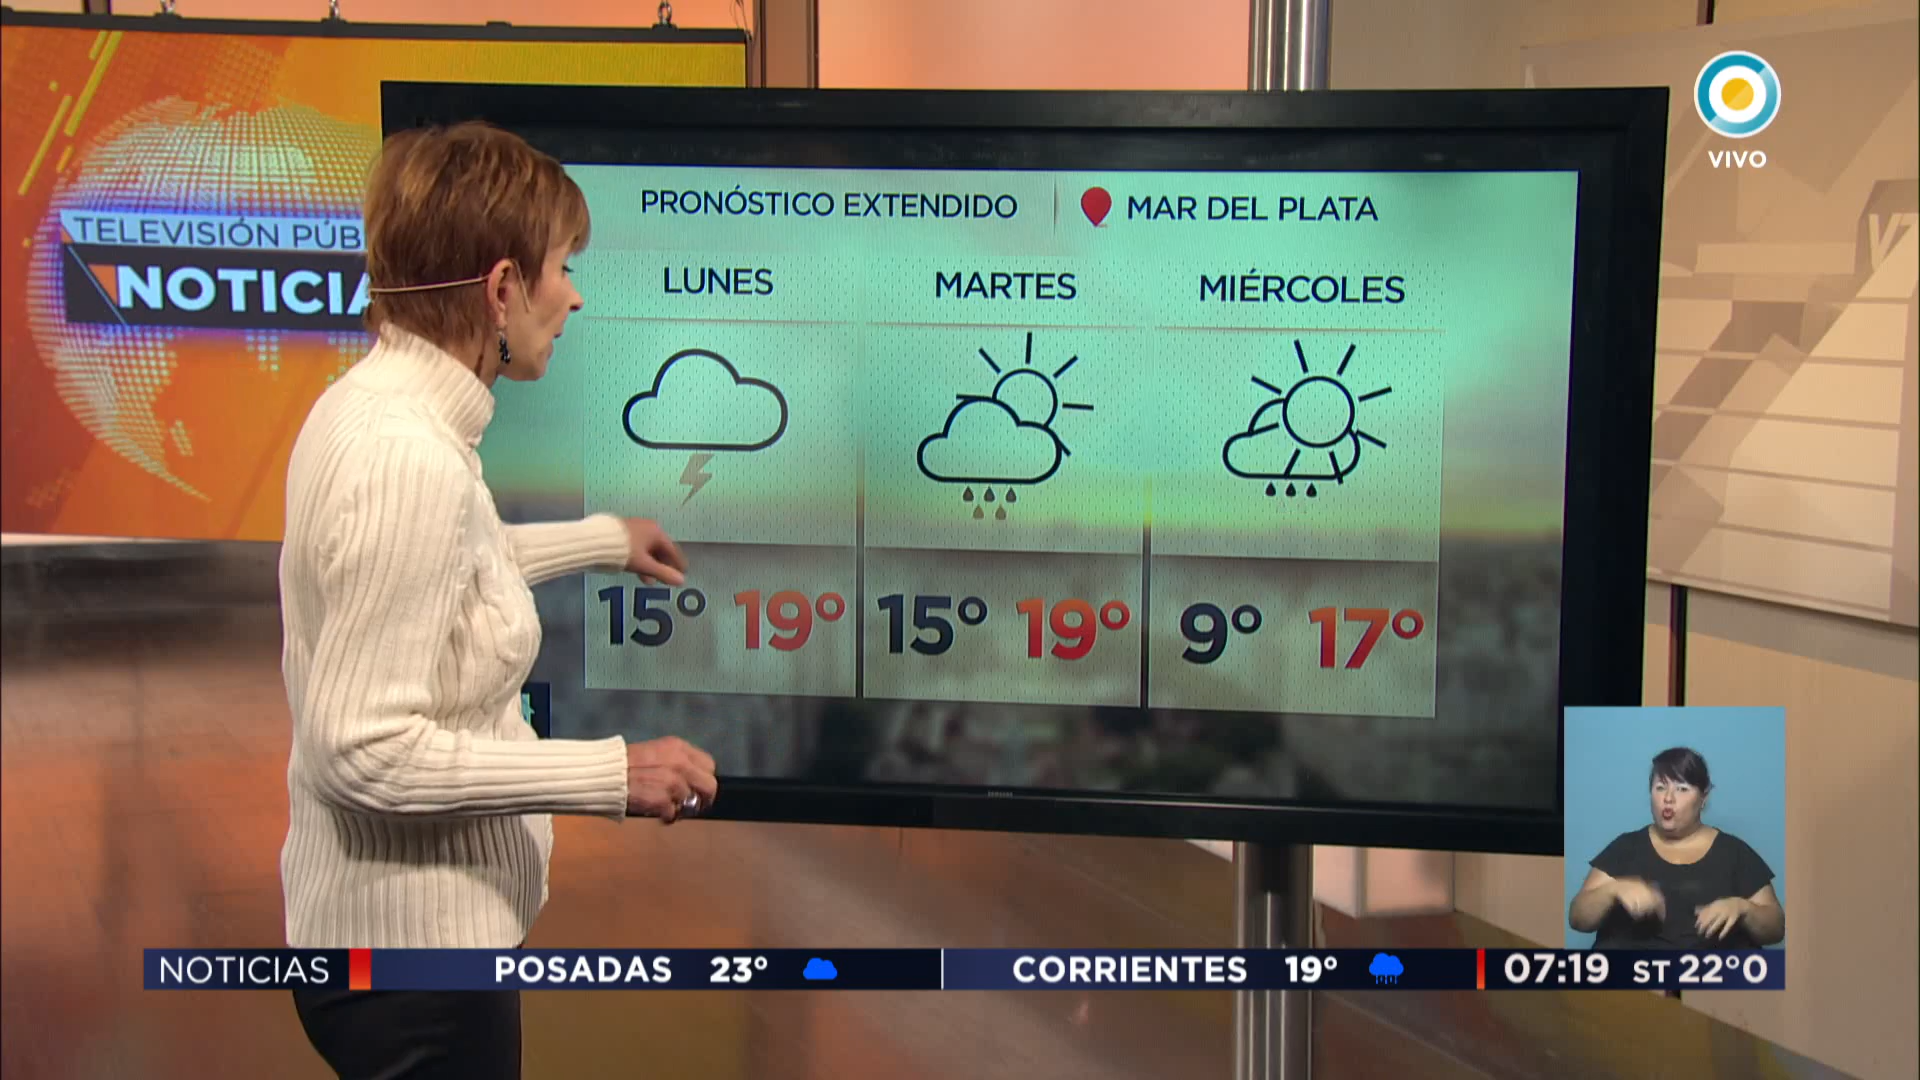 VIVO
TELEVISIÓN PÚB
NOTICIA
PRONÓSTICO EXTENDIDO
MAR DEL PLATA
LUNES
MARTES
MIÉRCOLES
15° 19°
15° 19°
9° 17°
SAMSUNG
NOTICIAS
POSADAS 23°
CORRIENTES 19°
07:19 ST 22°0